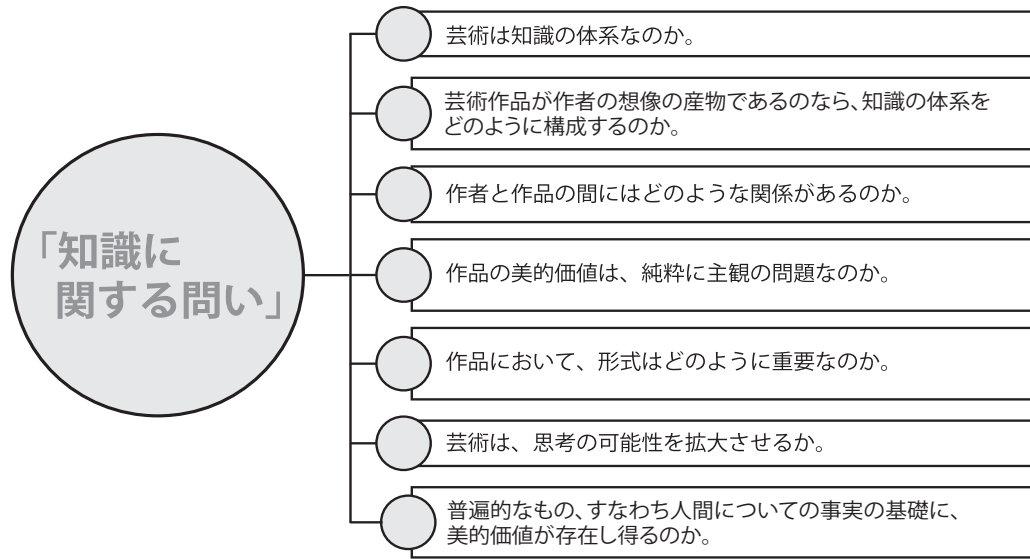 「知識に
関する問い」
芸術は知識の体系なのか。
芸術作品が作者の想像の産物であるのなら、知識の体系を
どのように構成するのか。
作者と作品の間にはどのような関係があるのか。
作品の美的価値は、純粋に主観の問題なのか。
作品において、形式はどのように重要なのか。
芸術は、思考の可能性を拡大させるか。
普遍的なもの、すなわち人間についての事実の基礎に、
美的価値が存在し得るのか。